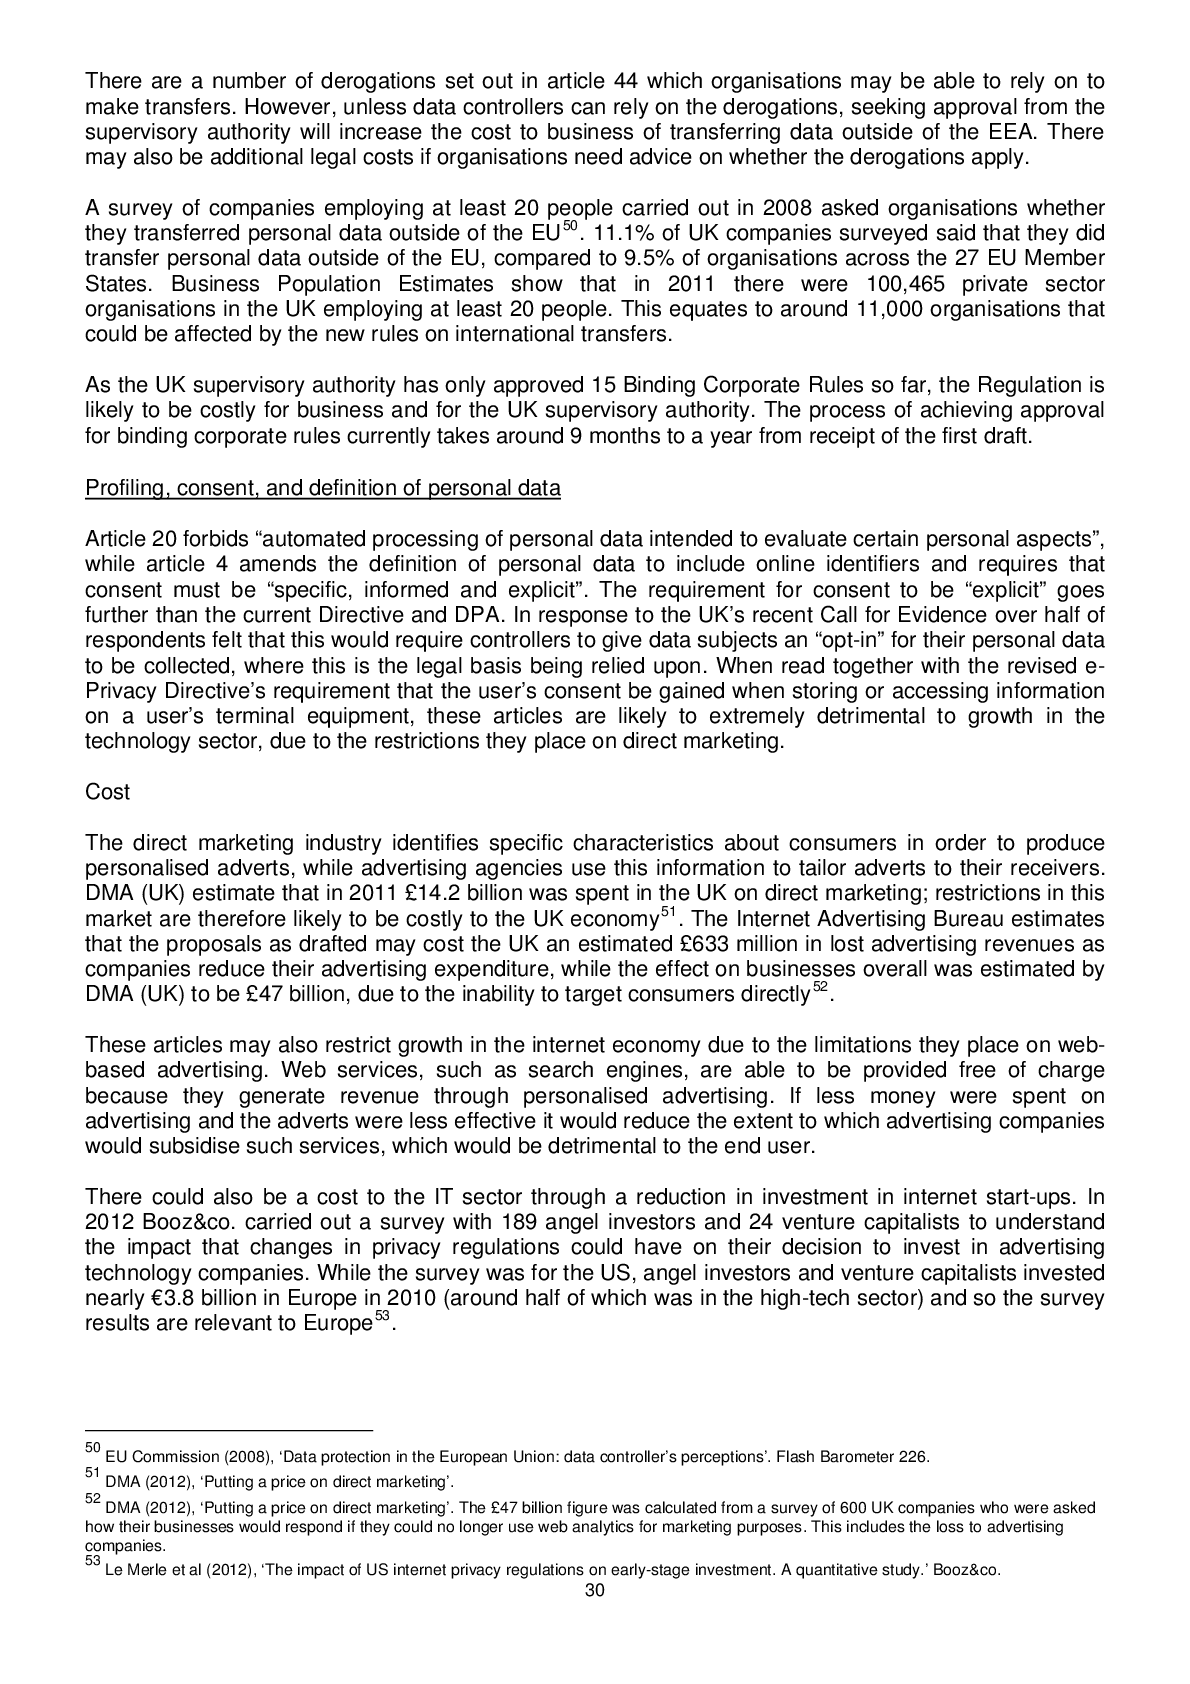 There are a number of derogations set out in article 44 which organisations may be able to rely on to
make transfers. However, unless data controllers can rely on the derogations, seeking approval from the
supervisory authority will increase the cost to business of transferring data outside of the EEA. There
may also be additional legal costs if organisations need advice on whether the derogations apply.
A survey of companies employing at least 20 people carried out in 2008 asked organisations whether
they transferred personal data outside of the EU50. 11.1% of UK companies surveyed said that they did
transfer personal data outside of the EU, compared to 9.5% of organisations across the 27 EU Member
States. Business Population Estimates show that in 2011 there were 100,465 private sector
organisations in the UK employing at least 20 people. This equates to around 11,000 organisations that
could be affected by the new rules on international transfers.
As the UK supervisory authority has only approved 15 Binding Corporate Rules so far, the Regulation is
likely to be costly for business and for the UK supervisory authority. The process of achieving approval
for binding corporate rules currently takes around 9 months to a year from receipt of the first draft.
Profiling, consent, and definition of personal data
Article 20 forbids “automated processing of personal data intended to evaluate certain personal aspects”,
while article 4 amends the definition of personal data to include online identifiers and requires that
consent must be “specific, informed and explicit”. The requirement for consent to be “explicit” goes
further than the current Directive and DPA. In response to the UK’s recent Call for Evidence over half of
respondents felt that this would require controllers to give data subjects an “opt-in” for their personal data
to be collected, where this is the legal basis being relied upon. When read together with the revised e-
Privacy Directive’s requirement that the user’s consent be gained when storing or accessing information
on a user’s terminal equipment, these articles are likely to extremely detrimental to growth in the
technology sector, due to the restrictions they place on direct marketing.
Cost
The direct marketing industry identifies specific characteristics about consumers in order to produce
personalised adverts, while advertising agencies use this information to tailor adverts to their receivers.
DMA (UK) estimate that in 2011 £14.2 billion was spent in the UK on direct marketing; restrictions in this
market are therefore likely to be costly to the UK economy51. The Internet Advertising Bureau estimates
that the proposals as drafted may cost the UK an estimated £633 million in lost advertising revenues as
companies reduce their advertising expenditure, while the effect on businesses overall was estimated by
DMA (UK) to be £47 billion, due to the inability to target consumers directly52.
These articles may also restrict growth in the internet economy due to the limitations they place on web-
based advertising. Web services, such as search engines, are able to be provided free of charge
because they generate revenue through personalised advertising. If less money were spent on
advertising and the adverts were less effective it would reduce the extent to which advertising companies
would subsidise such services, which would be detrimental to the end user.
There could also be a cost to the IT sector through a reduction in investment in internet start-ups. In
2012 Booz&co. carried out a survey with 189 angel investors and 24 venture capitalists to understand
the impact that changes in privacy regulations could have on their decision to invest in advertising
technology companies. While the survey was for the US, angel investors and venture capitalists invested
nearly €3.8 billion in Europe in 2010 (around half of which was in the high-tech sector) and so the survey
results are relevant to Europe53.
50 EU Commission (2008), ‘Data protection in the European Union: data controller’s perceptions’. Flash Barometer 226.
51 DMA (2012), ‘Putting a price on direct marketing’.
52 DMA (2012), ‘Putting a price on direct marketing’. The £47 billion figure was calculated from a survey of 600 UK companies who were asked
how their businesses would respond if they could no longer use web analytics for marketing purposes. This includes the loss to advertising
companies.
53 Le Merle et al (2012), ‘The impact of US internet privacy regulations on early-stage investment. A quantitative study.’ Booz&co.
30